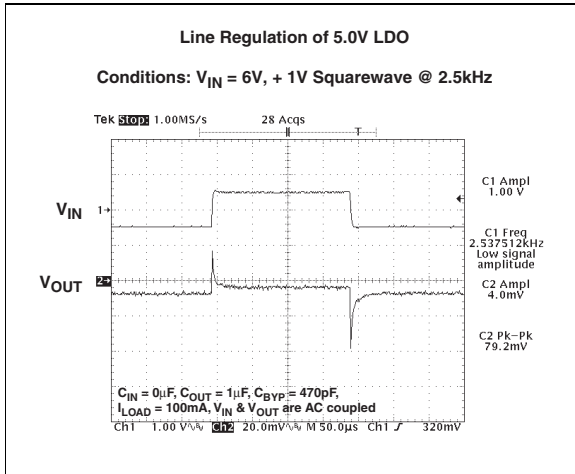 Line Regulation of 5.0V LDO
Conditions: VIN = 6V, + 1V Squarewave @ 2.5kHz
Tek Stop: 1.00MS/s 28 Acqs
T
C1 Ampl
1.00 V
VIN 1→
C1 Freq
2.537512kHz
Low signal
amplitude
VOUT 2→
C2 Ampl
4.0mV
C2 Pk–Pk
79.2mV
CIN = 0μF, COUT = 1μF, CBYP = 470pF,
ILOAD = 100mA, VIN & VOUT are AC coupled
Ch1 1.00 V Ch2 20.0mV M 50.0µs Ch1 320mV